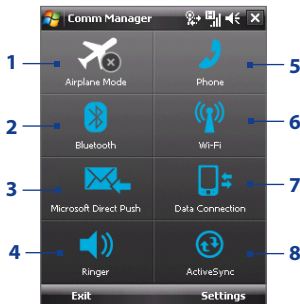 Comm Manager
1
Airplane Mode
Phone
5
2
Bluetooth
Wi-Fi
6
3
Microsoft Direct Push
Data Connection
7
4
Ringer
ActiveSync
8
Exit
Settings